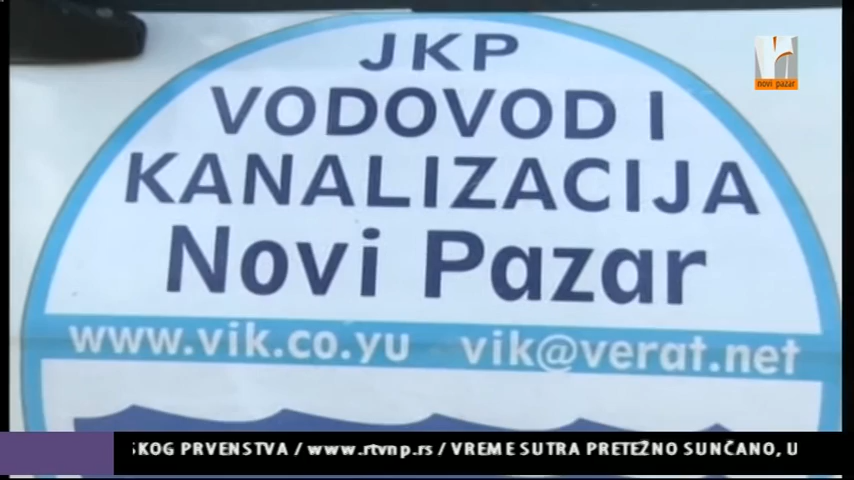 JKP
VODOVOD I
KANALIZACIJA
Novi Pazar
www.vik.co.yu vik@verat.net
novi pazar
SKOG PRVENSTVA / www.rtvnp.rs / VREME SUTRA PRETEŽNO SUNČANO, U